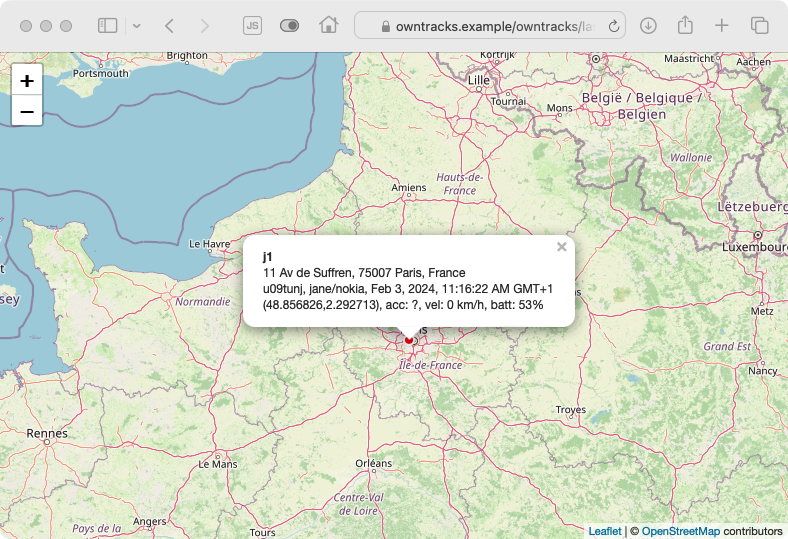 JS
owntracks.example/owntracks/la
+
−
Brighton
Portsmouth
Kortrijk
Maastricht
Aachen
Lille
Tournai
België / Belgique /
Belgien
Mons
Wallonie
Hauts-de-
France
Amiens
Lëtzebuerg
Luxembourg
Le Havre
Normandie
×
j1
11 Av de Suffren, 75007 Paris, France
u09tunj, jane/nokia, Feb 3, 2024, 11:16:22 AM GMT+1
(48.856826,2.292713), acc: ?, vel: 0 km/h, batt: 53%
Metz
Île-de-France
Grand Est
Nancy
Troyes
Rennes
Le Mans
Orléans
Centre-Val
de Loire
Angers
Pays de la
Tours
Leaflet | © OpenStreetMap contributors